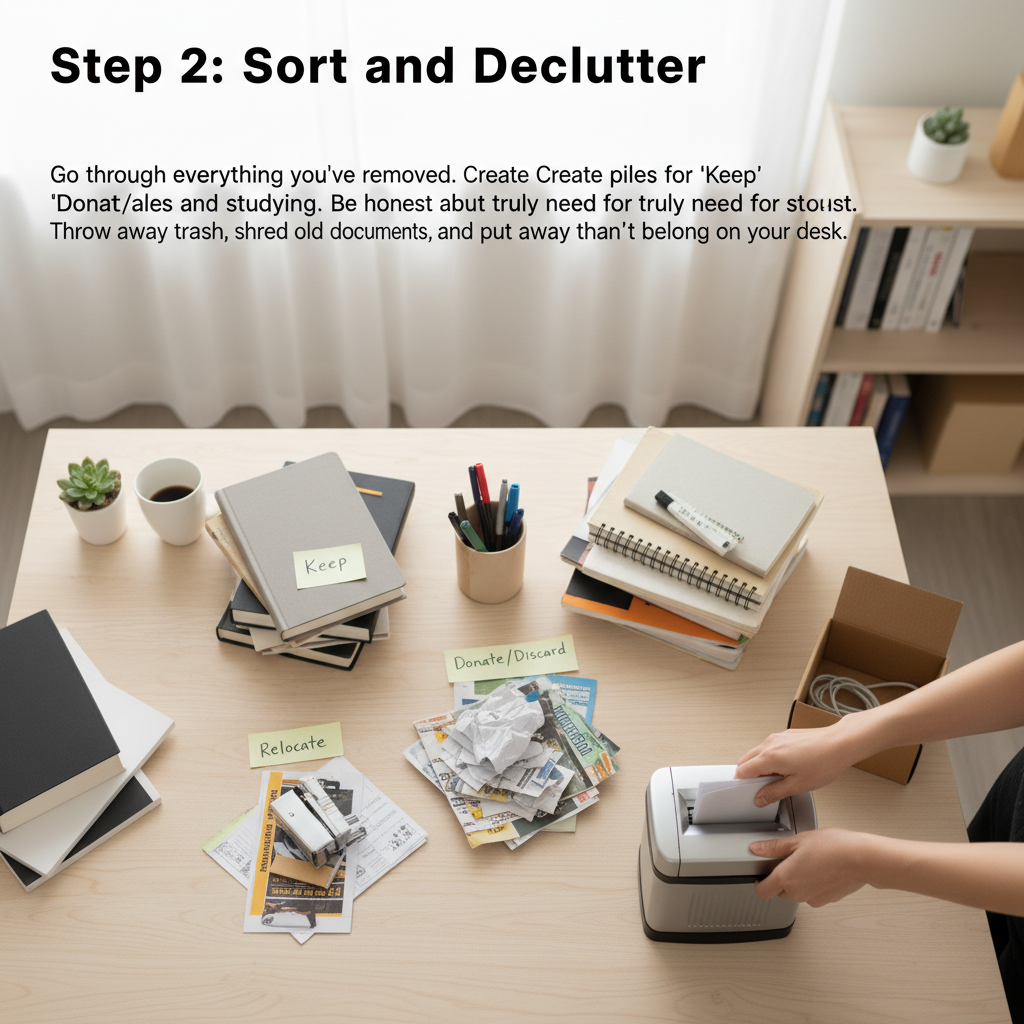 Step 2: Sort and Declutter
Go through everything you've removed. Create Create piles for 'Keep'
'Donat/ales and studying. Be honest abut truly need for truly need for
Throw away trash, shred old documents, and put away than't belong on your desk.
Keep
Donate/Discard
Relocate